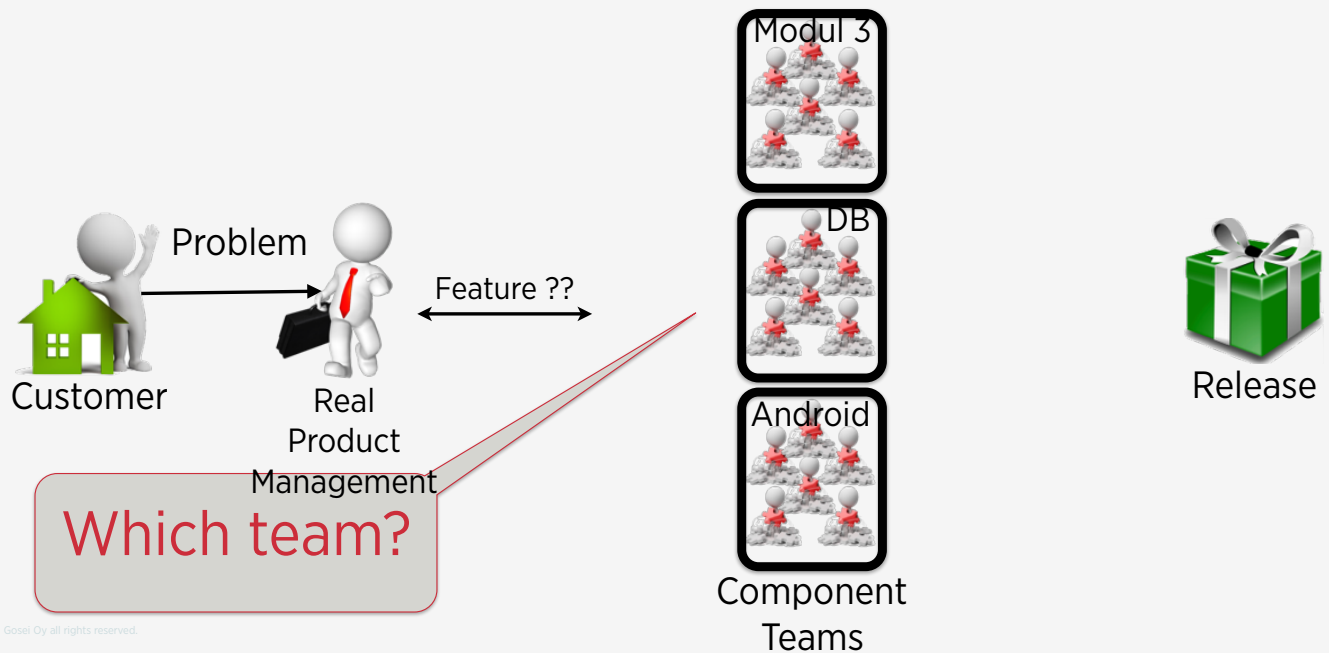 Modul 3
DB
Android
Component
Teams
Problem
Feature ??
Customer
Real
Product
Management
Which team?
Release
Gosei Oy all rights reserved.